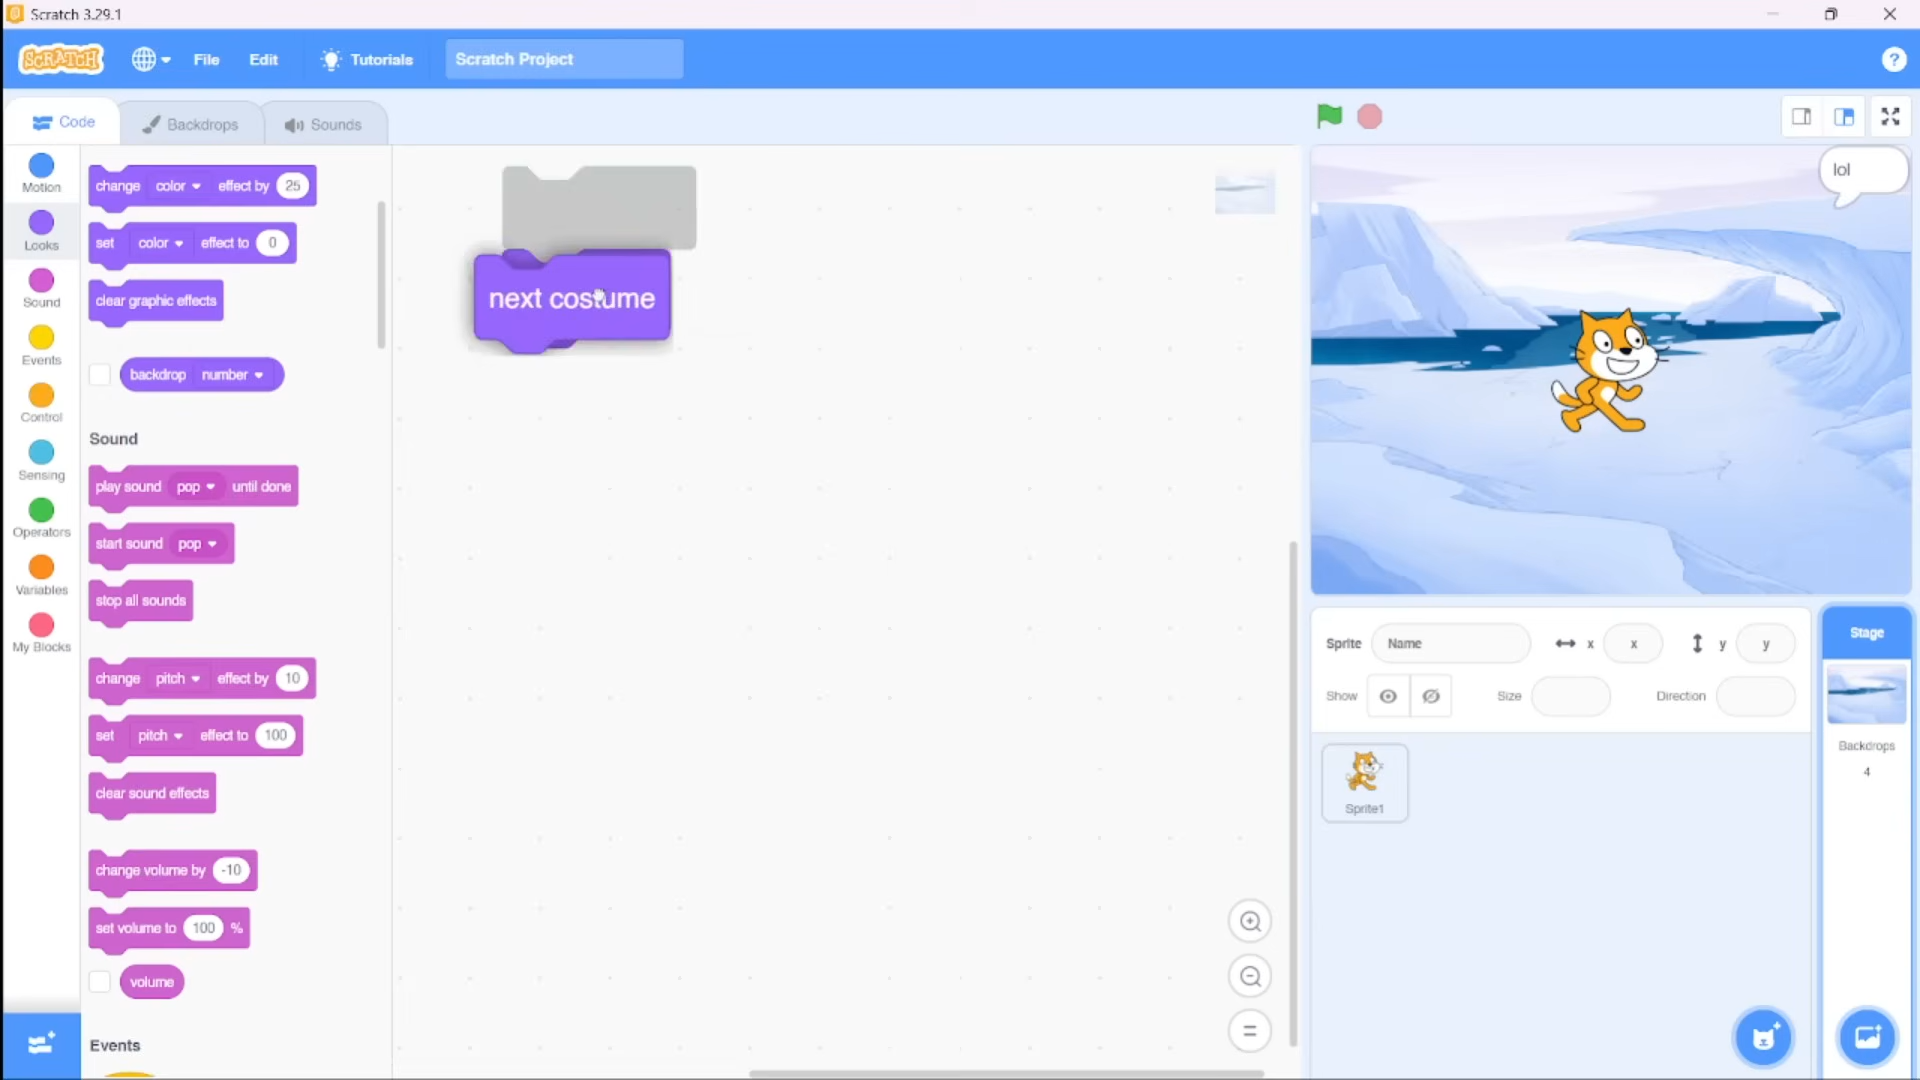 Scratch 3.29.1
SCRATCH
File
Edit
Tutorials
Scratch Project
?
Code
Backdrops
Sounds
Motion
Looks
Sound
Events
Control
Sensing
Operators
Variables
My Blocks
change color effect by 25
set color effect to 0
clear graphic effects
backdrop number
Sound
play sound pop until done
start sound pop
stop all sounds
change pitch effect by 10
set pitch effect to 100
clear sound effects
change volume by -10
set volume to 100 %
volume
Events
next costume
lol
Sprite Name x x y y
Show Size Direction
Sprite1
Stage
Backdrops
4